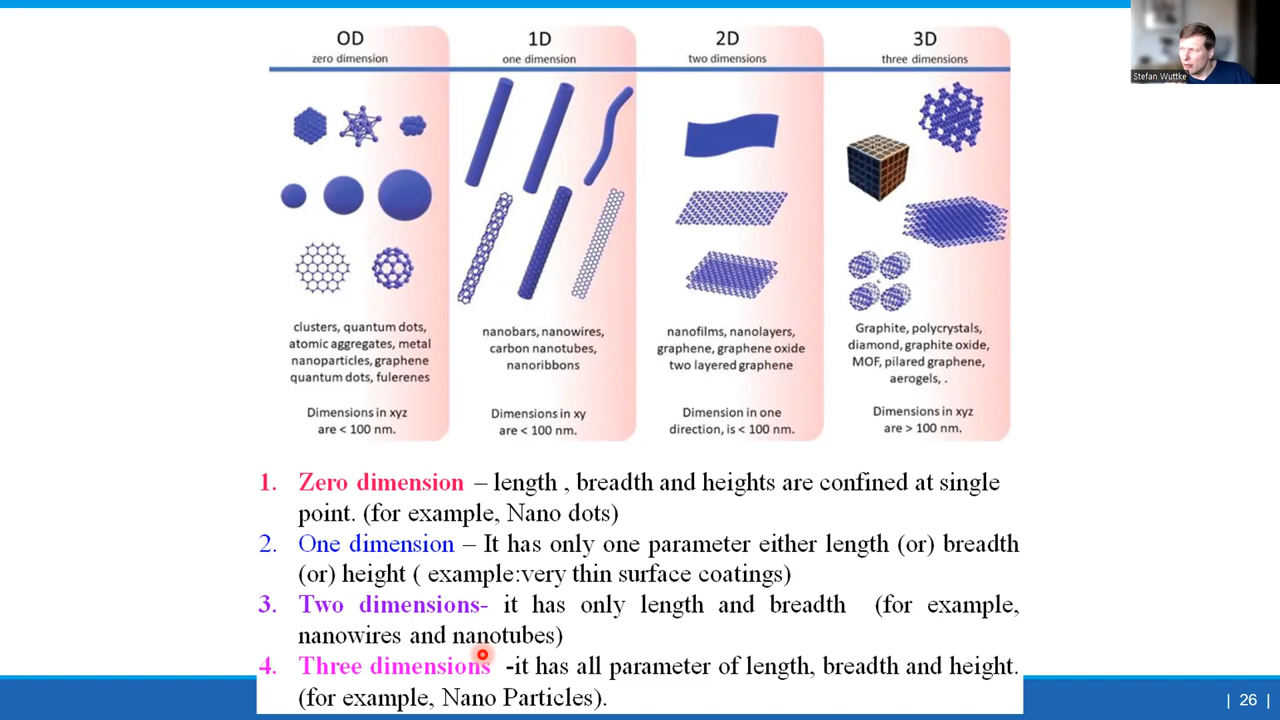 OD
zero dimension
1D
one dimension
2D
two dimensions
3D
three dimensions
clusters, quantum dots,
atomic aggregates, metal
nanoparticles, graphene
quantum dots, fulerenes
Dimensions in xyz
are < 100 nm.
nanobars, nanowires,
carbon nanotubes,
nanoribbons
Dimensions in xy
are < 100 nm.
nanofilms, nanolayers,
graphene, graphene oxide
two layered graphene
Dimension in one
direction, is < 100 nm.
Graphite, polycrystals,
diamond, graphite oxide,
MOF, pilared graphene,
aerogels, .
Dimensions in xyz
are > 100 nm.
Stefan Wuttke
1. Zero dimension – length , breadth and heights are confined at single
point. (for example, Nano dots)
2. One dimension – It has only one parameter either length (or) breadth
(or) height ( example:very thin surface coatings)
3. Two dimensions- it has only length and breadth (for example,
nanowires and nanotubes)
4. Three dimensions -it has all parameter of length, breadth and height.
(for example, Nano Particles).
| 26 |